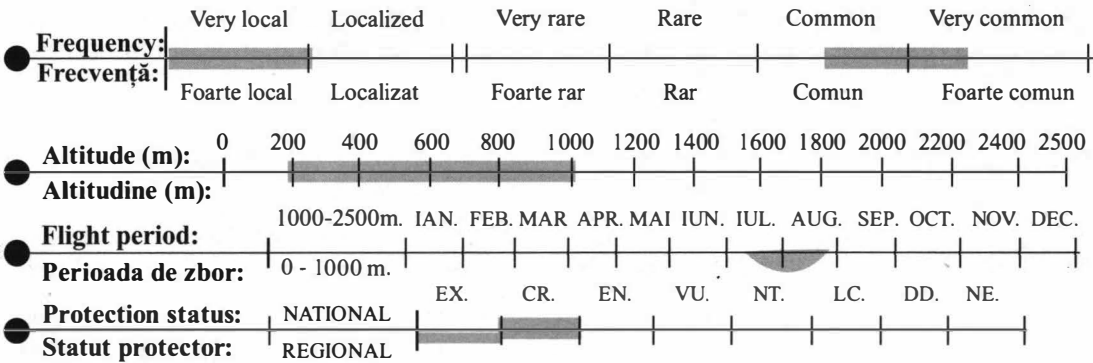 Very local Localized Very rare Rare Common Very common
Frequency:
Frecvență:
Foarte local Localizat Foarte rar Rar Comun Foarte comun
0 200 400 600 800 1000 1200 1400 1600 1800 2000 2200 2400 2500
Altitude (m):
Altitudine (m):
1000-2500m. IAN. FEB. MAR APR. MAI IUN. IUL. AUG. SEP. OCT. NOV. DEC.
Flight period:
Perioada de zbor: 0 - 1000 m.
EX. CR. EN. VU. NT. LC. DD. NE.
Protection status: NATIONAL
Statut protector: REGIONAL